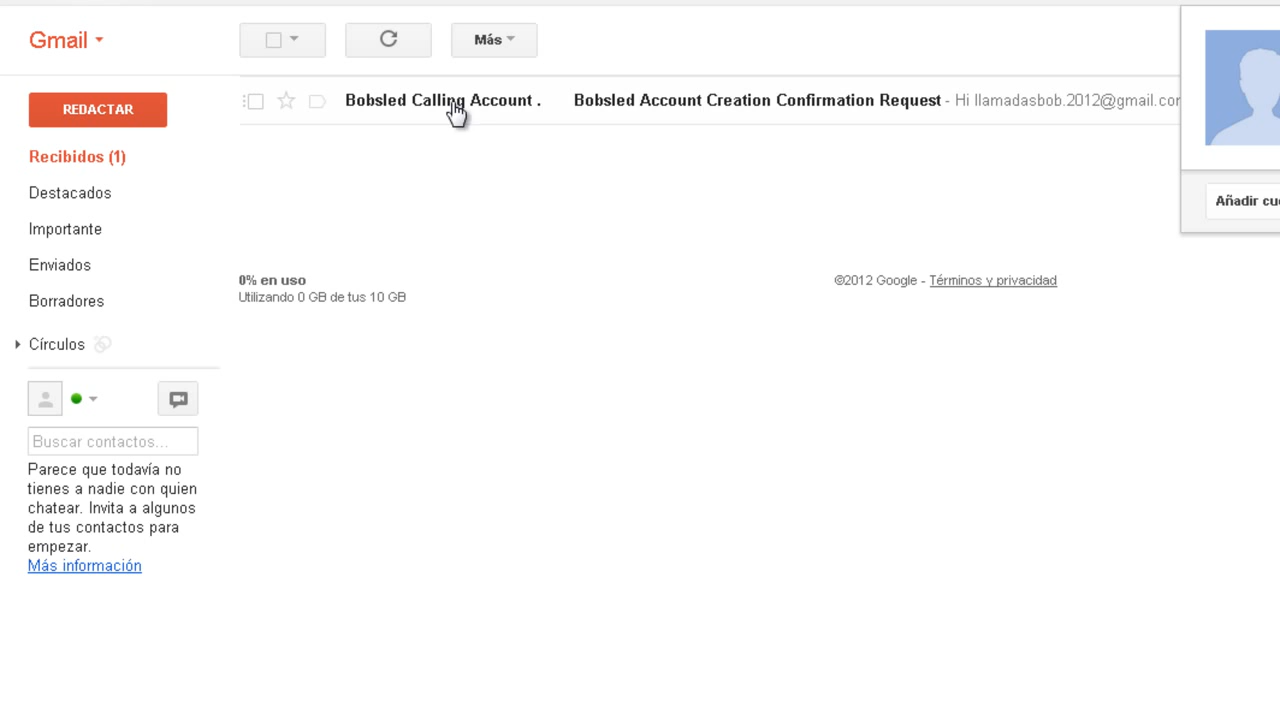 Gmail
Más
REDACTAR
Bobsled Calling Account . Bobsled Account Creation Confirmation Request - Hi llamadasbob.2012@gmail.com
Recibidos (1)
Destacados
Importante
Enviados
Borradores
Círculos
Añadir
0% en uso
Utilizando 0 GB de tus 10 GB
©2012 Google - Términos y privacidad
Buscar contactos...
Parece que todavía no
tienes a nadie con quien
chatear. Invita a algunos
de tus contactos para
empezar.
Más información